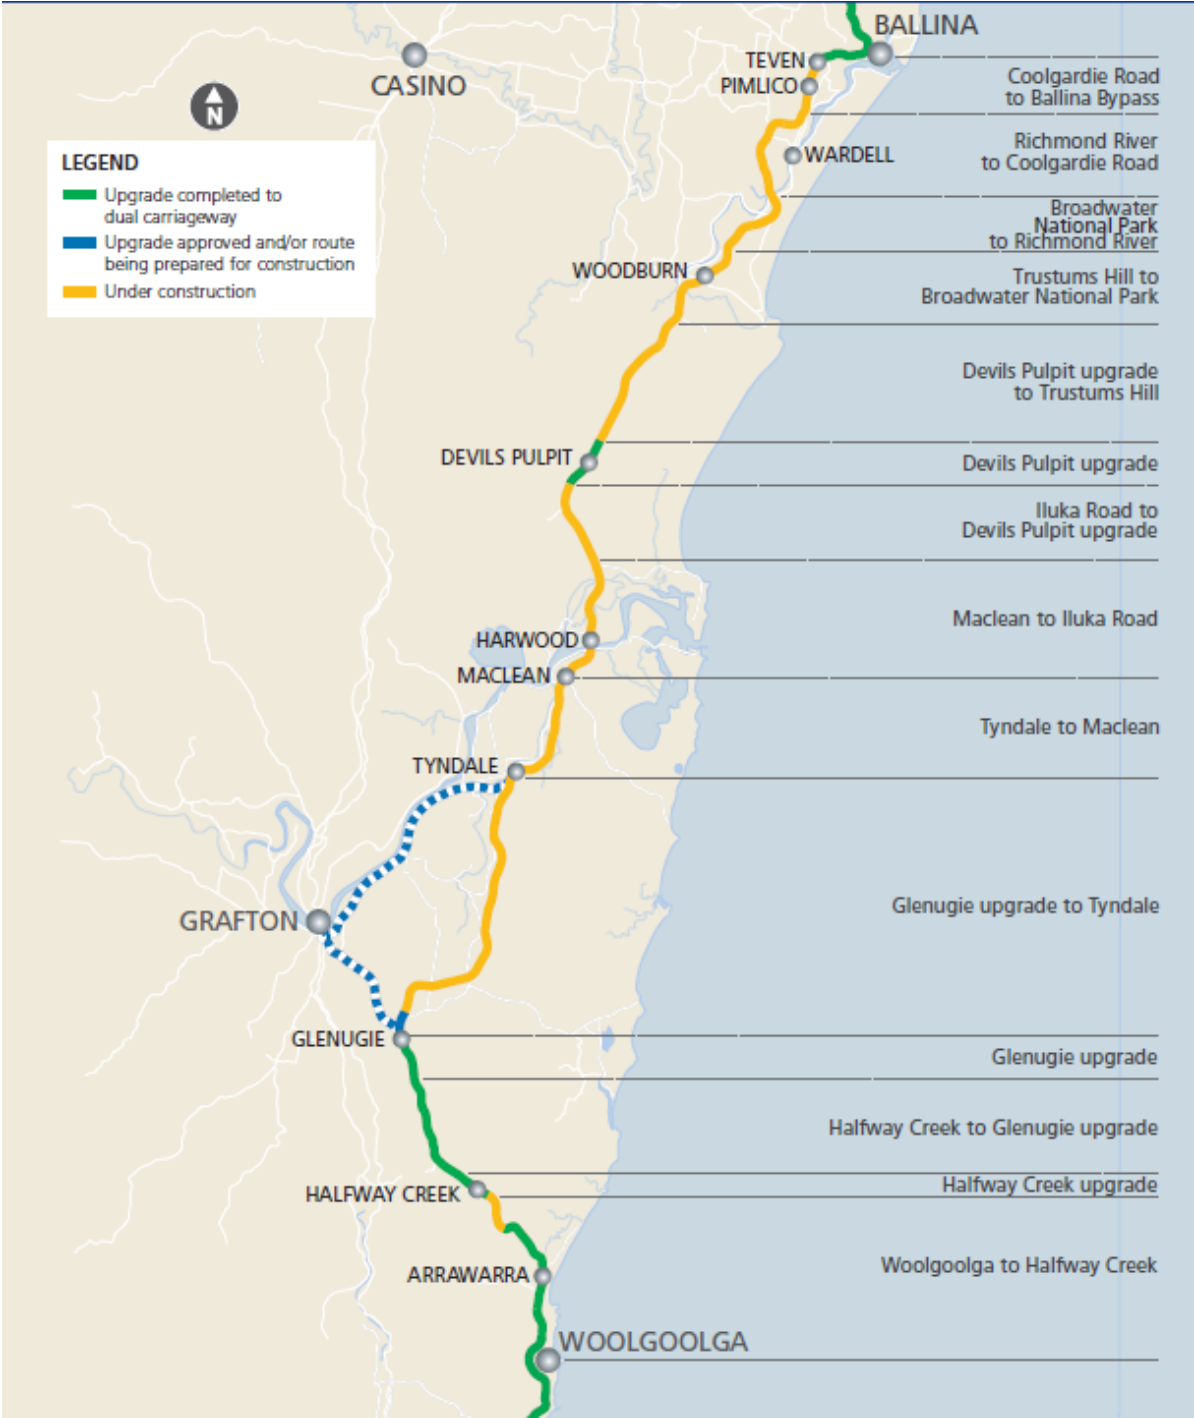 BALLINA
TEVEN
CASINO
PIMLICO
Coolgardie Road
to Ballina Bypass
N
WARDELL
Richmond River
to Coolgardie Road
LEGEND
Upgrade completed to
dual carriageway
Upgrade approved and/or route
being prepared for construction
Under construction
Broadwater
National Park
to Richmond River
WOODBURN
Trustums Hill to
Broadwater National Park
Devils Pulpit upgrade
to Trustums Hill
DEVILS PULPIT
Devils Pulpit upgrade
Iluka Road to
Devils Pulpit upgrade
HARWOOD
Maclean to Iluka Road
MACLEAN
Tyndale to Maclean
TYNDALE
GRAFTON
Glenugie upgrade to Tyndale
GLENUGIE
Glenugie upgrade
Halfway Creek to Glenugie upgrade
HALFWAY CREEK
Halfway Creek upgrade
ARRAWARRA
Woolgoolga to Halfway Creek
WOOLGOOLGA